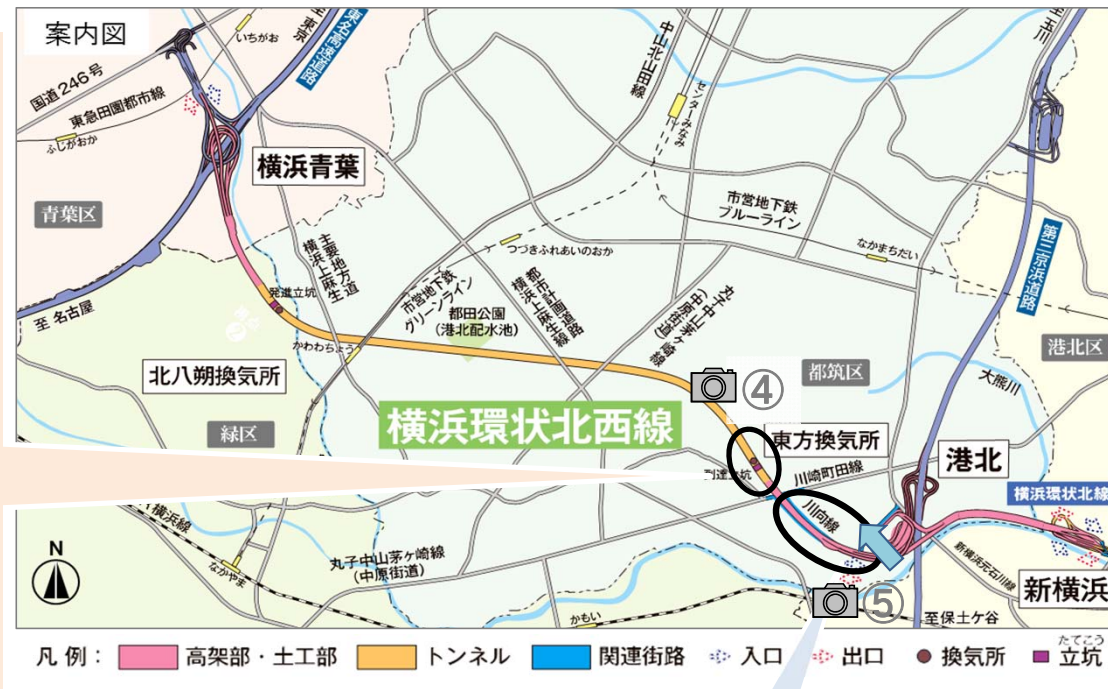 案内図
いちがお
至 東京
東名高速道路
国道246号
東急田園都市線
ふじがおか
横浜青葉
青葉区
中山北山田線
センターみなみ
至玉川
市営地下鉄
ブルーライン
なかまちだい
第三京浜道路
主要地方道
横浜上麻生
発進立坑
至 名古屋
市営地下鉄
グリーンライン
つづきふれあいのおか
都市計画道路
横浜上麻生線
都田公園
(港北配水池)
丸子中山茅ヶ崎線
(中原街道)
かわわちょう
北八朔換気所
港北区
都筑区
大熊川
④
緑区
横浜環状北西線
東方換気所
到達立坑
川崎町田線
港北
川向線
横浜環状北線
横浜線
N
なかやま
丸子中山茅ヶ崎線
(中原街道)
新横浜元石川線
新横浜
かもい
⑤
至保土ケ谷
凡 例：
高架部・土工部
トンネル
関連街路
入口
出口
換気所
たてこう
立坑